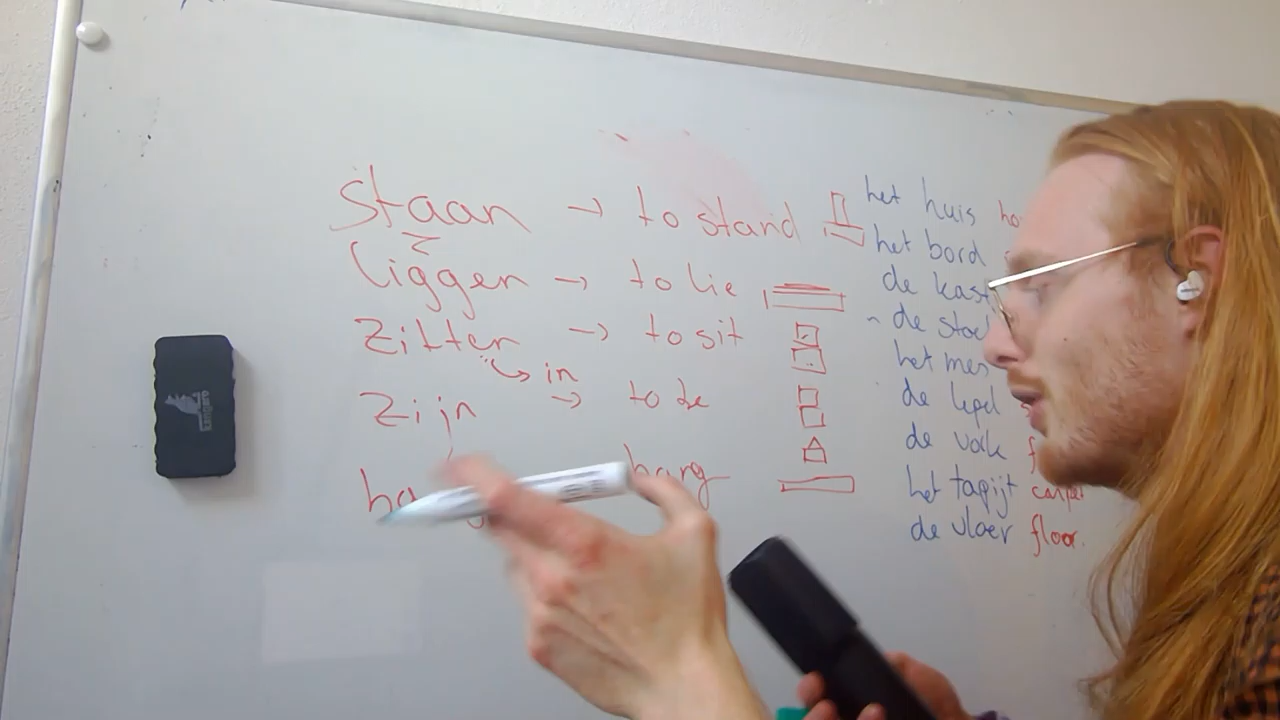 staan → to stand
liggen → to lie
zitten → to sit
in
zijn → to be
hang
het huis
het bord
de kast
de stoel
het mes
de lepel
de vork
het tapijt carpet
de vloer floor.